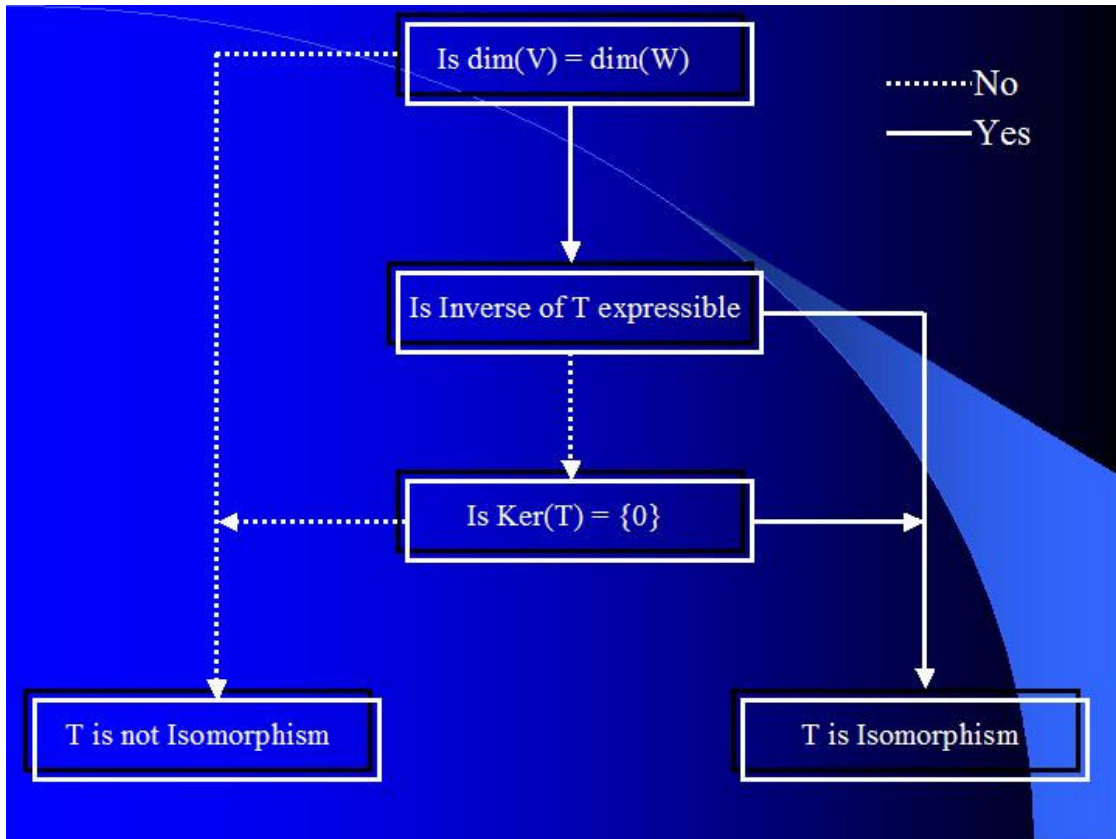 Is dim(V) = dim(W)
No
Yes
Is Inverse of T expressible
Is Ker(T) = {0}
T is not Isomorphism
T is Isomorphism